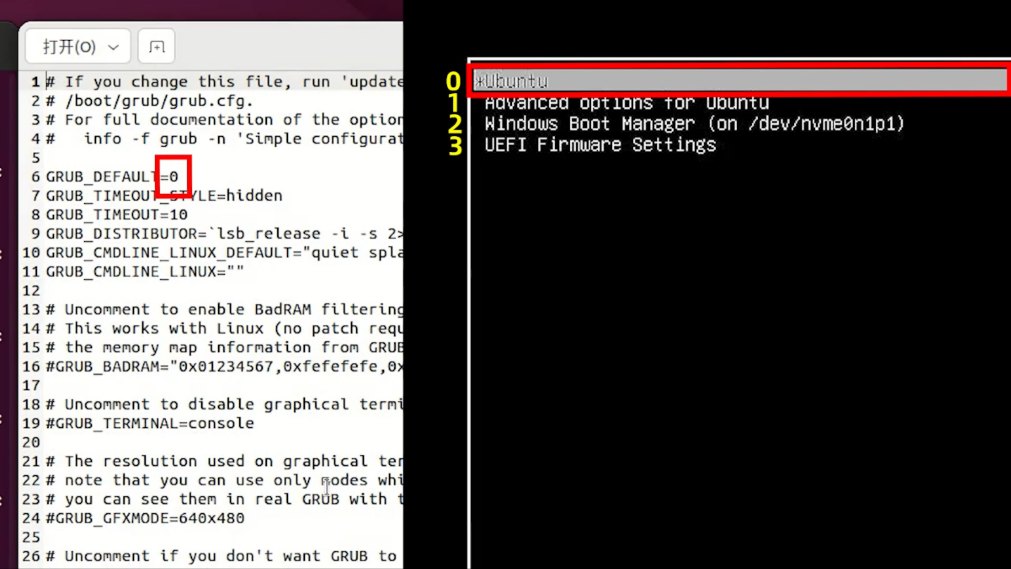 打开(O)
1 # If you change this file, run 'update
2 # /boot/grub/grub.cfg.
3 # For full documentation of the option
4 #   info -f grub -n 'Simple configurat
5
6 GRUB_DEFAULT=0
7 GRUB_TIMEOUT_STYLE=hidden
8 GRUB_TIMEOUT=10
9 GRUB_DISTRIBUTOR=`lsb_release -i -s 2>
10 GRUB_CMDLINE_LINUX_DEFAULT="quiet spla
11 GRUB_CMDLINE_LINUX=""
12
13 # Uncomment to enable BadRAM filtering
14 # This works with Linux (no patch requ
15 # the memory map information from GRUB
16 #GRUB_BADRAM="0x01234567,0xfefefefe,0x
17
18 # Uncomment to disable graphical termi
19 #GRUB_TERMINAL=console
20
21 # The resolution used on graphical ter
22 # note that you can use only modes whi
23 # you can see them in real GRUB with t
24 #GRUB_GFXMODE=640x480
25
26 # Uncomment if you don't want GRUB to
0 *Ubuntu
1 Advanced options for Ubuntu
2 Windows Boot Manager (on /dev/nvme0n1p1)
3 UEFI Firmware Settings